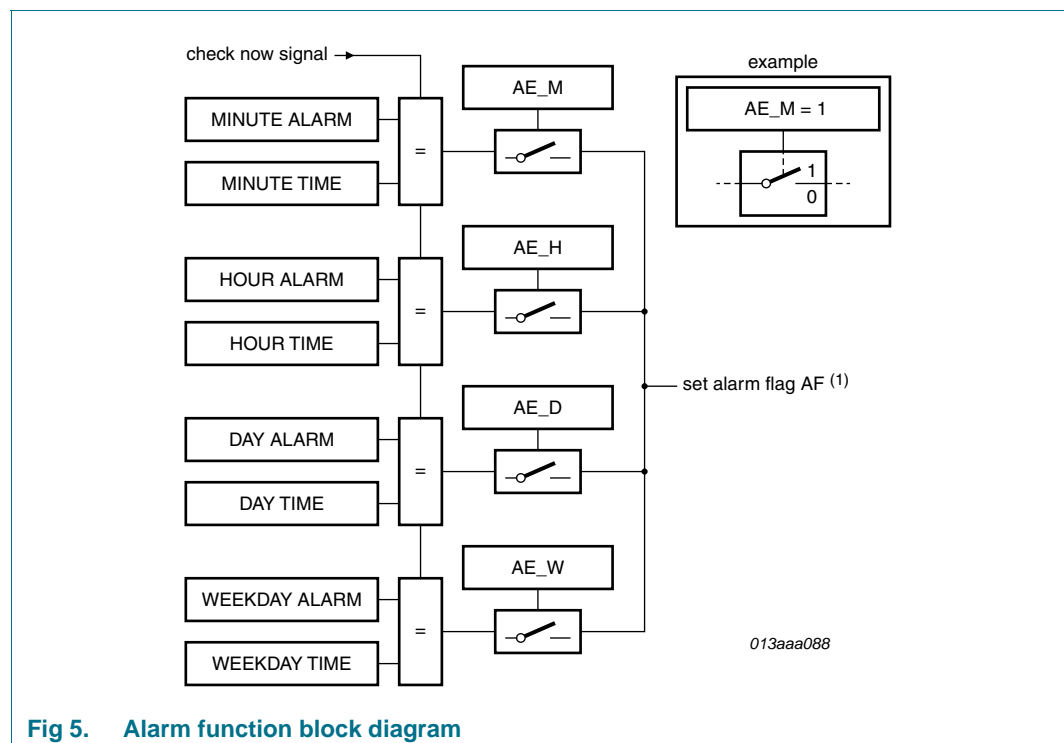 check now signal
example
AE_M
AE_M = 1
MINUTE ALARM
=
1
MINUTE TIME
0
AE_H
HOUR ALARM
=
HOUR TIME
set alarm flag AF (1)
AE_D
DAY ALARM
=
DAY TIME
AE_W
WEEKDAY ALARM
=
WEEKDAY TIME
013aaa088
Fig 5. Alarm function block diagram